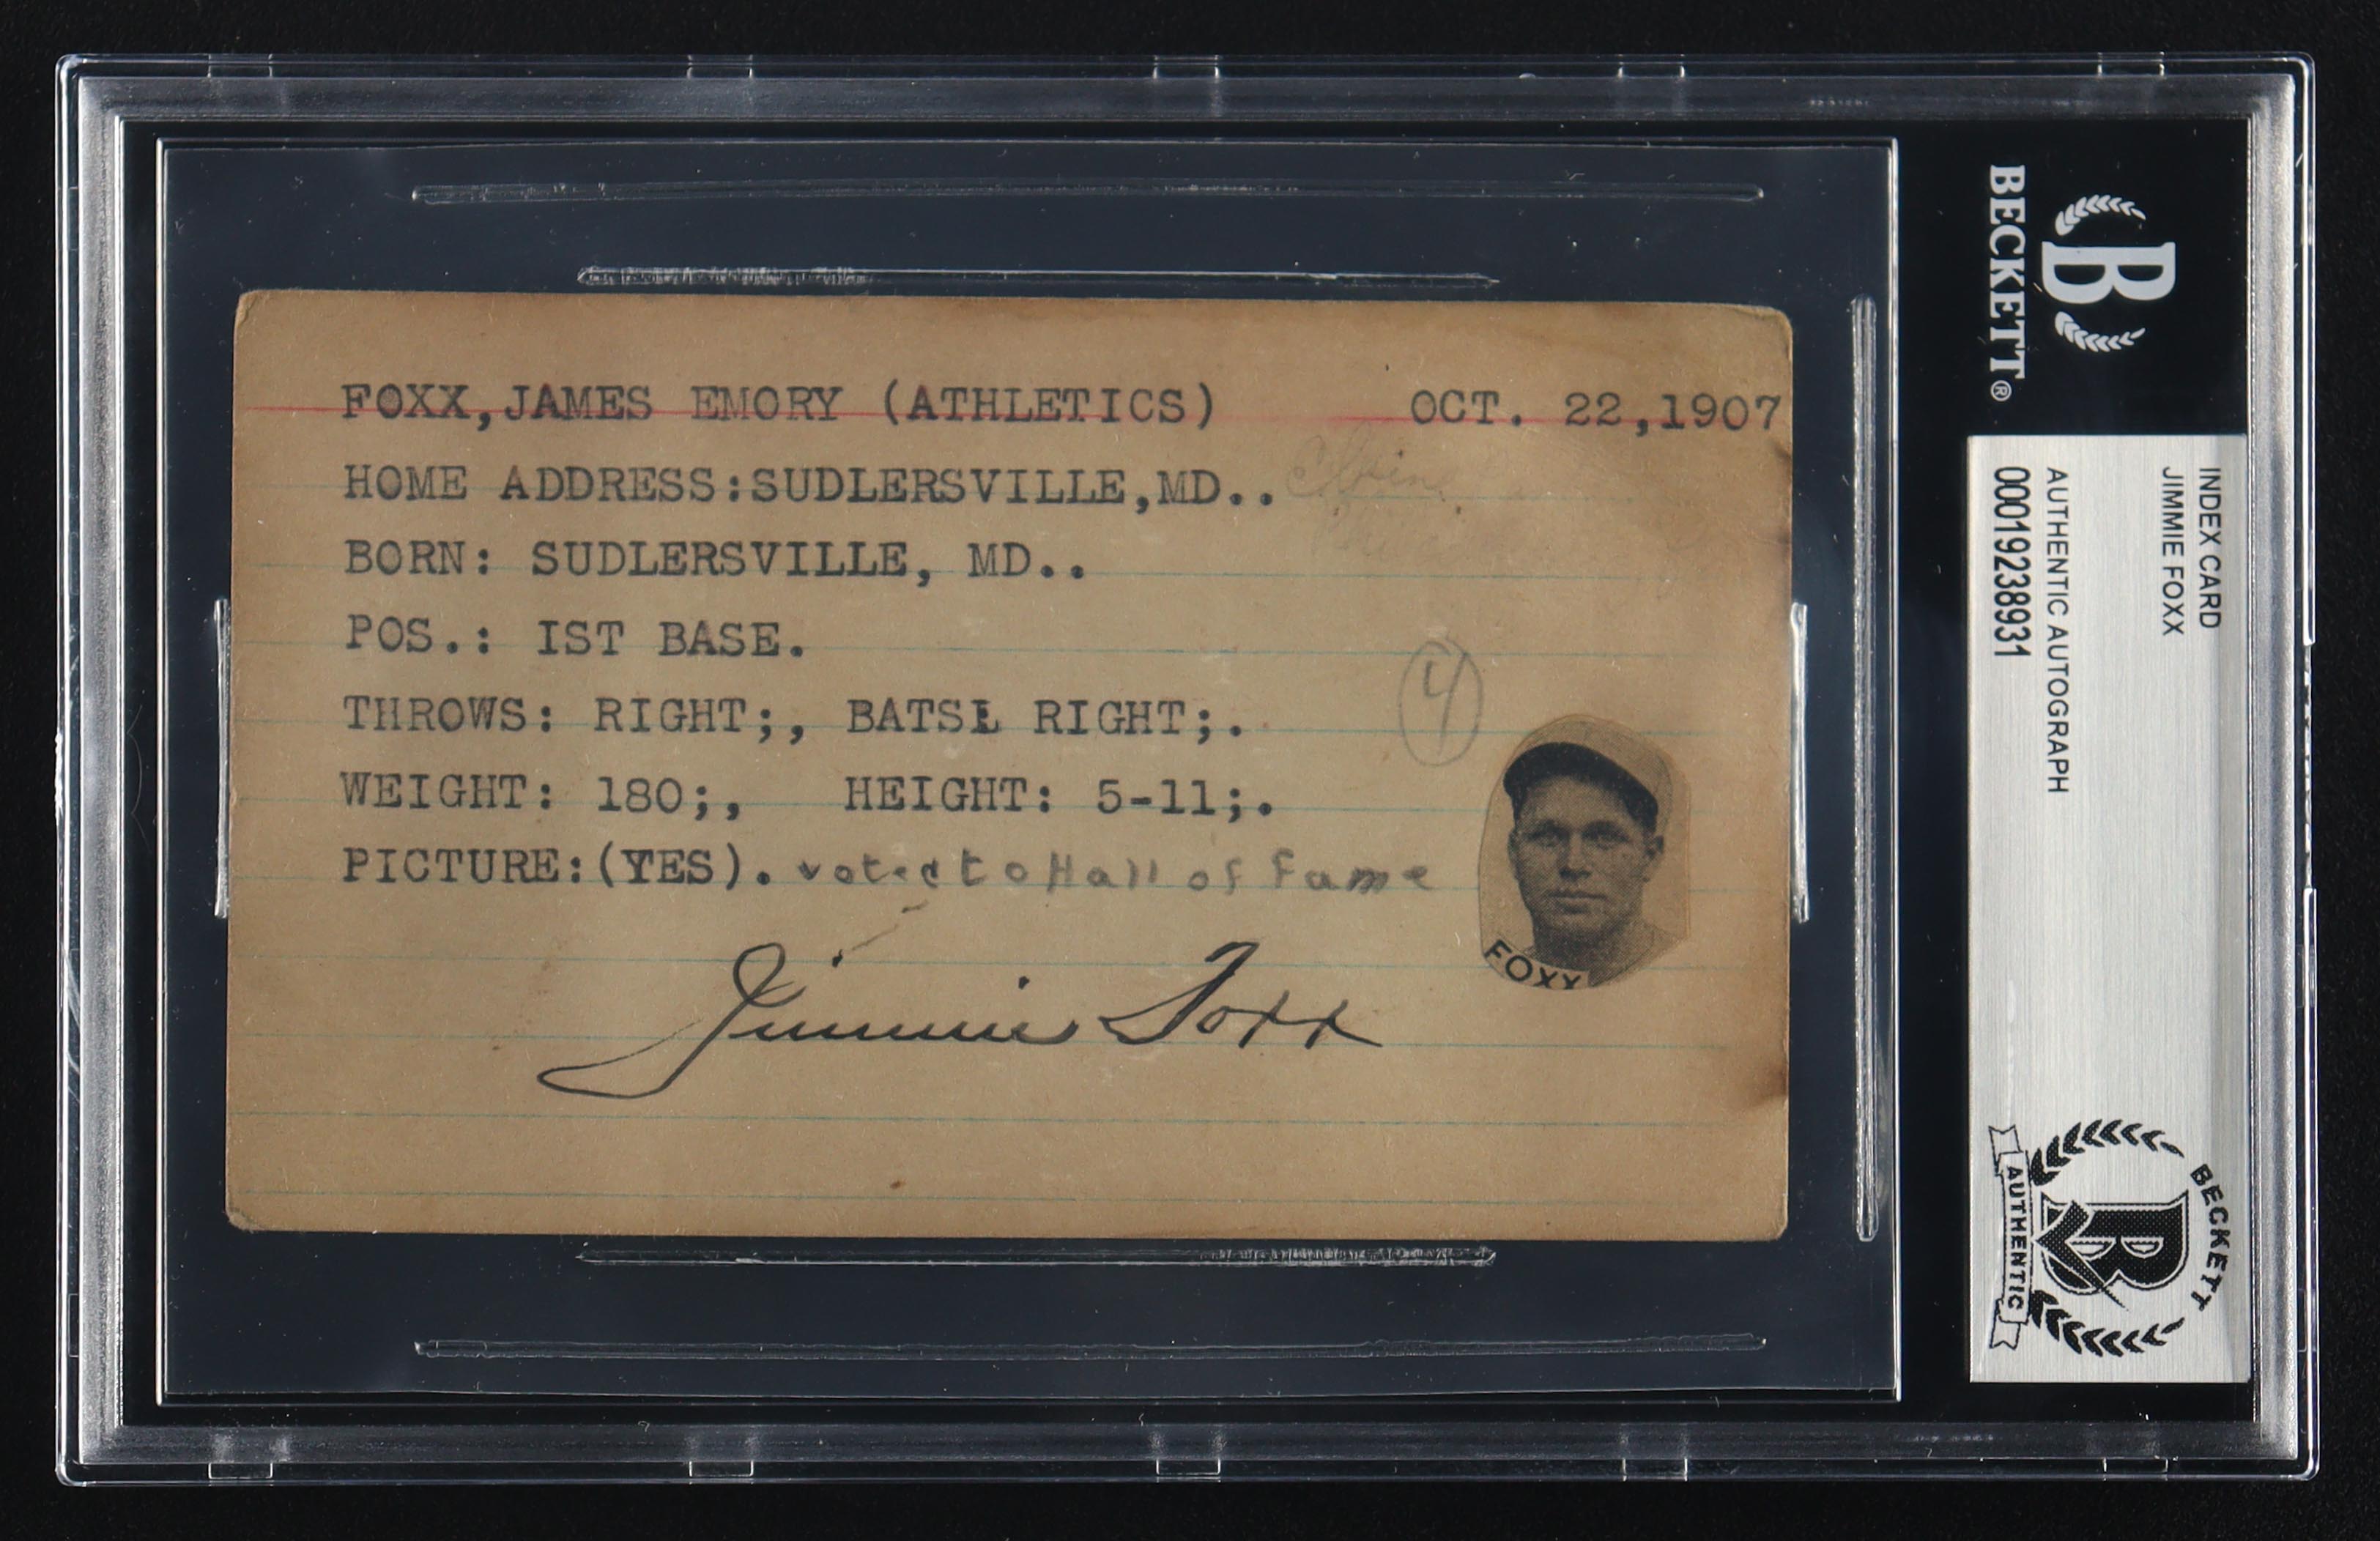 FOXX,JAMES EMORY (ATHLETICS) OCT. 22,1907
HOME ADDRESS:SUDLERSVILLE,MD..
BORN: SUDLERSVILLE, MD..
POS.: IST BASE.
4
THROWS: RIGHT;, BATSL RIGHT;.
WEIGHT: 180;, HEIGHT: 5-11;.
PICTURE:(YES). voted to Hall of Fame
FOXX
Jimmie Foxx
B
BECKETT®
INDEX CARD
JIMMIE FOXX
AUTHENTIC AUTOGRAPH
00019238931
BECKETT
B
AUTHENTIC